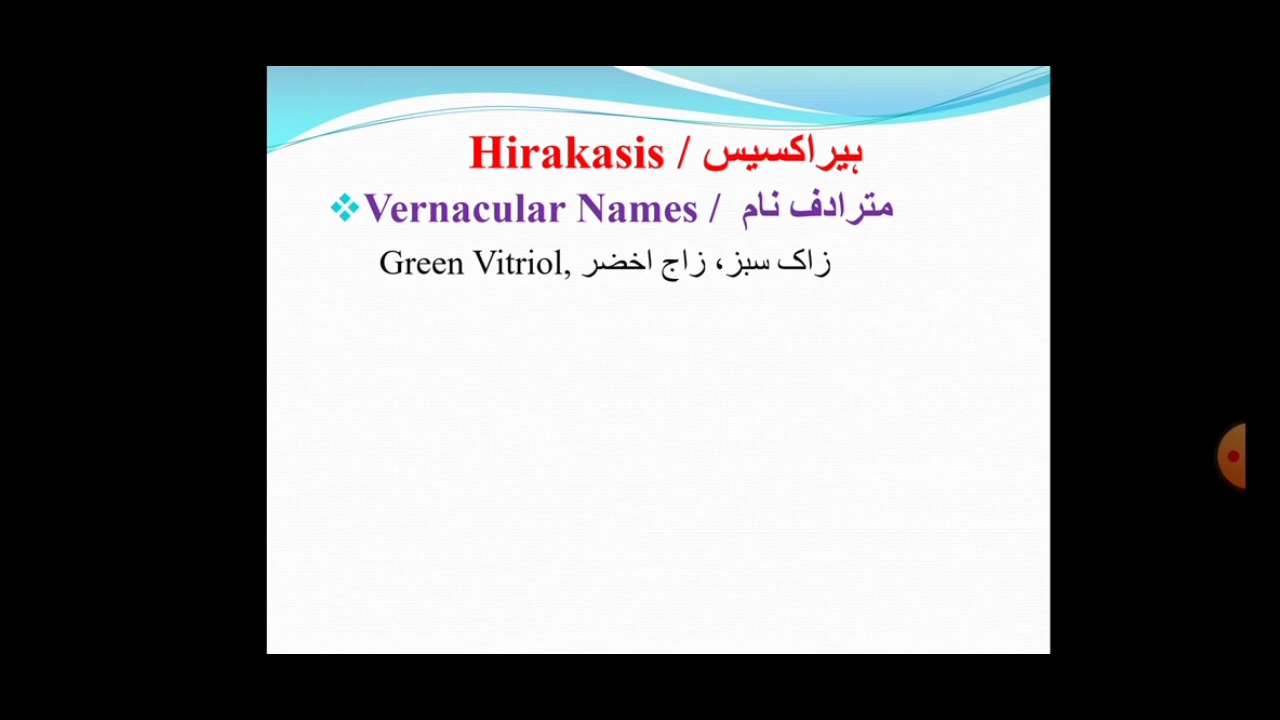 Hirakasis / ہیراکسیس
Vernacular Names / مترادف نام
Green Vitriol, زاک سبز، زاج اخضر